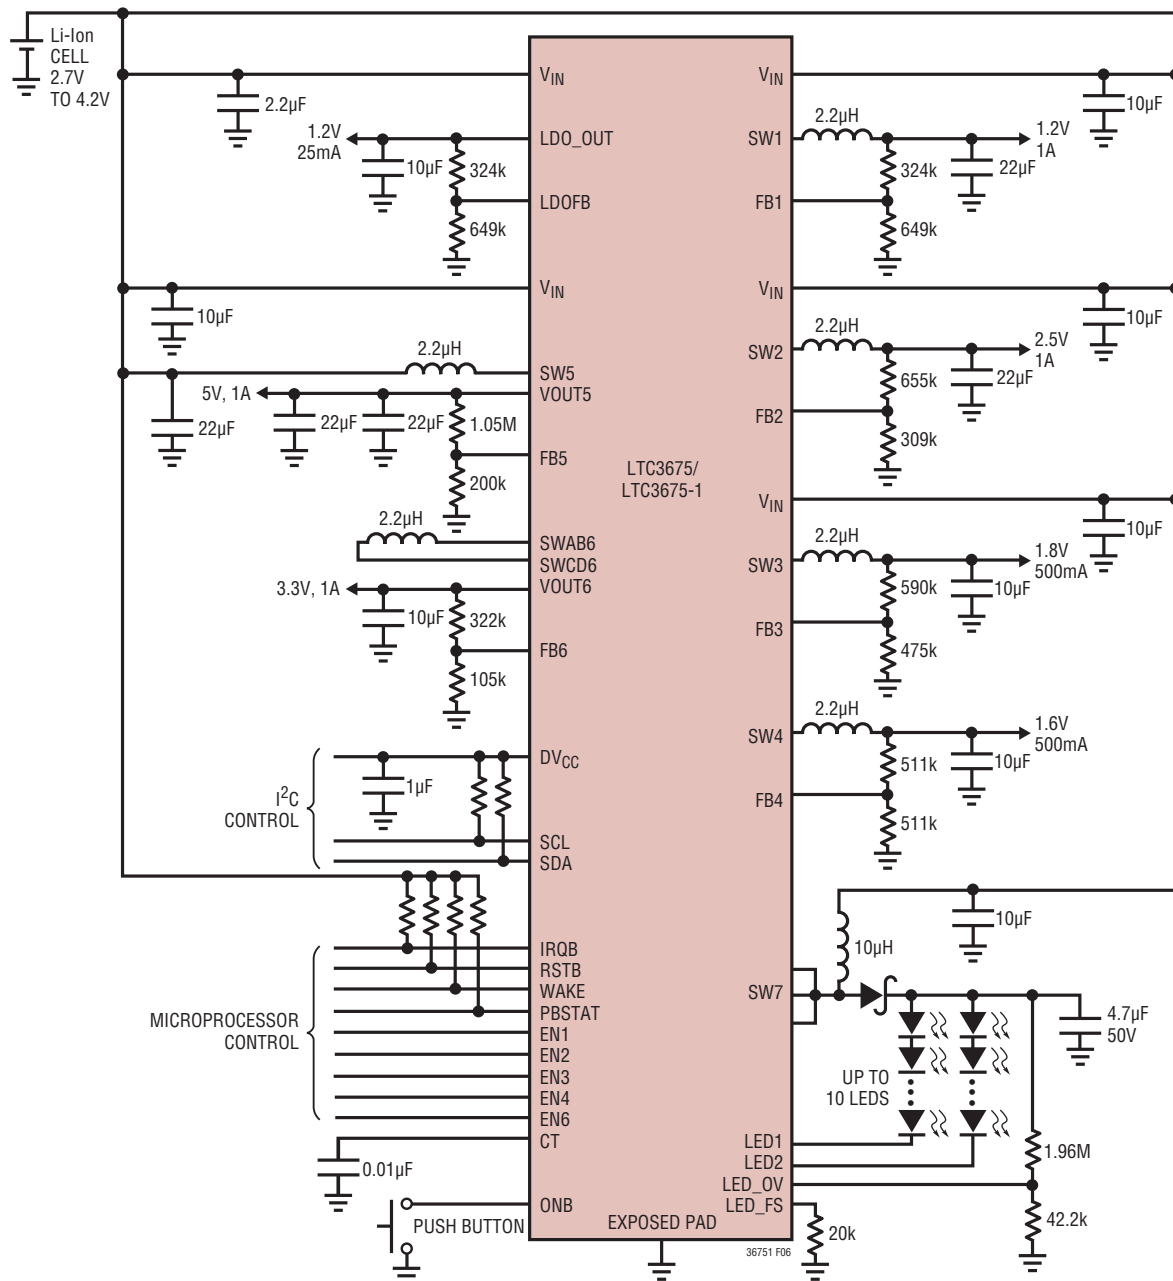 Li-Ion
CELL
2.7V
TO 4.2V
2.2µF
1.2V
25mA
10µF
324k
649k
10µF
2.2µH
5V, 1A
22µF
22µF
22µF
1.05M
200k
2.2µH
3.3V, 1A
10µF
322k
105k
I2C
CONTROL
1µF
MICROPROCESSOR
CONTROL
0.01µF
PUSH BUTTON
VIN
LDO_OUT
LDOFB
VIN
SW5
VOUT5
FB5
SWAB6
SWCD6
VOUT6
FB6
DVCC
SCL
SDA
IRQB
RSTB
WAKE
PBSTAT
EN1
EN2
EN3
EN4
EN6
CT
ONB
LTC3675/
LTC3675-1
EXPOSED PAD
VIN
SW1
FB1
VIN
SW2
FB2
VIN
SW3
FB3
SW4
FB4
SW7
LED1
LED2
LED_OV
LED_FS
36751 F06
10µF
2.2µH
1.2V
1A
324k
22µF
649k
10µF
2.2µH
2.5V
1A
655k
22µF
309k
10µF
2.2µH
1.8V
500mA
590k
10µF
475k
2.2µH
1.6V
500mA
511k
10µF
511k
10µF
10µH
4.7µF
50V
UP TO
10 LEDS
1.96M
42.2k
20k